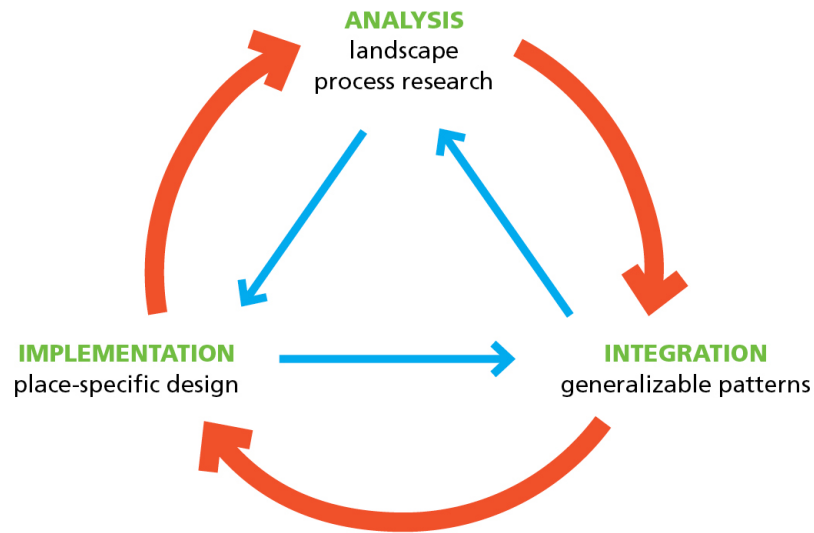 ANALYSIS
landscape
process research
IMPLEMENTATION
place-specific design
INTEGRATION
generalizable patterns